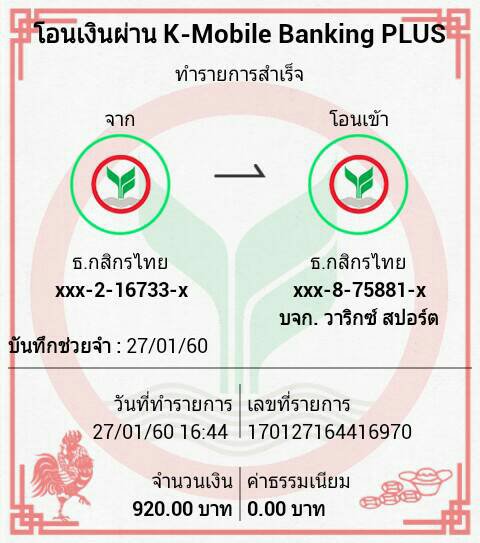 โอนเงินผ่าน K-Mobile Banking PLUS
ทำรายการสำเร็จ
จาก
โอนเข้า
ธ.กสิกรไทย
xxx-2-16733-x
ธ.กสิกรไทย
xxx-8-75881-x
บจก. วาริกซ์ สปอร์ต
บันทึกช่วยจำ : 27/01/60
วันที่ทำรายการ
27/01/60 16:44
เลขที่รายการ
170127164416970
จำนวนเงิน
920.00 บาท
ค่าธรรมเนียม
0.00 บาท